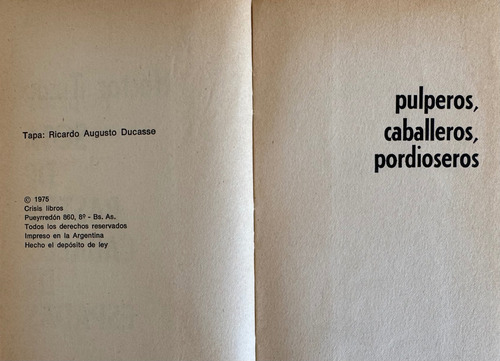 Tapa: Ricardo Augusto Ducasse
© 1975
Crisis libros
Pueyrredón 860, 8º - Bs. As.
Todos los derechos reservados
Impreso en la Argentina
Hecho el depósito de ley
pulperos,
caballeros,
pordioseros